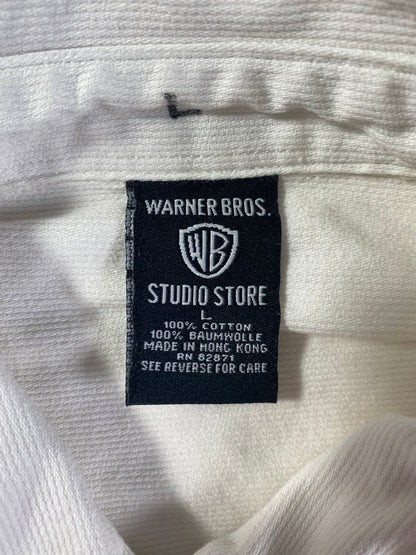 L
WARNER BROS.
WB
STUDIO STORE
L
100% COTTON
100% BAUMWOLLE
MADE IN HONG KONG
RN 82871
SEE REVERSE FOR CARE